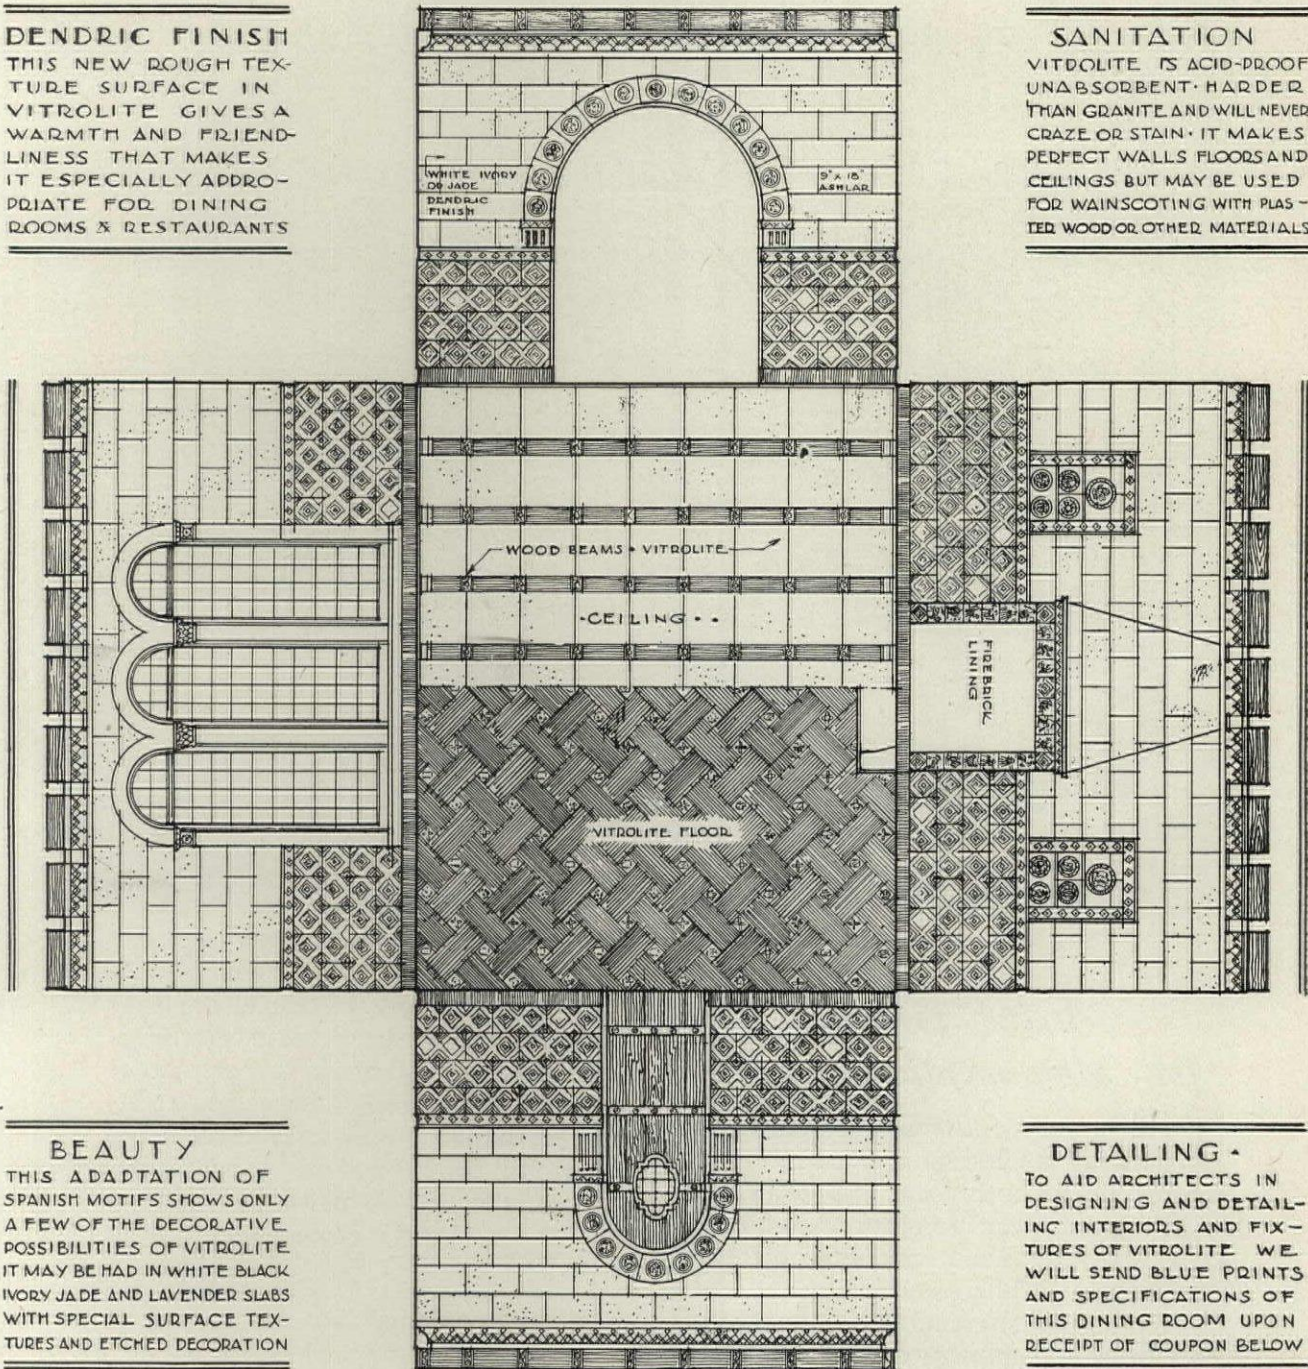 DENDRIC FINISH
THIS NEW ROUGH TEX-
TURE SURFACE IN
VITROLITE GIVES A
WARMTH AND FRIEND-
LINESS THAT MAKES
IT ESPECIALLY APPRO-
PRIATE FOR DINING
ROOMS & RESTAURANTS
SANITATION
VITROLITE IS ACID-PROOF
UNABSORBENT · HARDER
THAN GRANITE AND WILL NEVER
CRAZE OR STAIN · IT MAKES
PERFECT WALLS FLOORS AND
CEILINGS BUT MAY BE USED
FOR WAINSCOTING WITH PLAS-
TER WOOD OR OTHER MATERIALS
WHITE IVORY
OR JADE
DENDRIC
FINISH
9" x 18"
ASHLAR
WOOD BEAMS • VITROLITE
·CEILING · ·
FIREBRICK
LINING
VITROLITE FLOOR
BEAUTY
THIS ADAPTATION OF
SPANISH MOTIFS SHOWS ONLY
A FEW OF THE DECORATIVE
POSSIBILITIES OF VITROLITE
IT MAY BE HAD IN WHITE BLACK
IVORY JADE AND LAVENDER SLABS
WITH SPECIAL SURFACE TEX-
TURES AND ETCHED DECORATION
DETAILING ·
TO AID ARCHITECTS IN
DESIGNING AND DETAIL-
ING INTERIORS AND FIX-
TURES OF VITROLITE WE
WILL SEND BLUE PRINTS
AND SPECIFICATIONS OF
THIS DINING ROOM UPON
RECEIPT OF COUPON BELOW